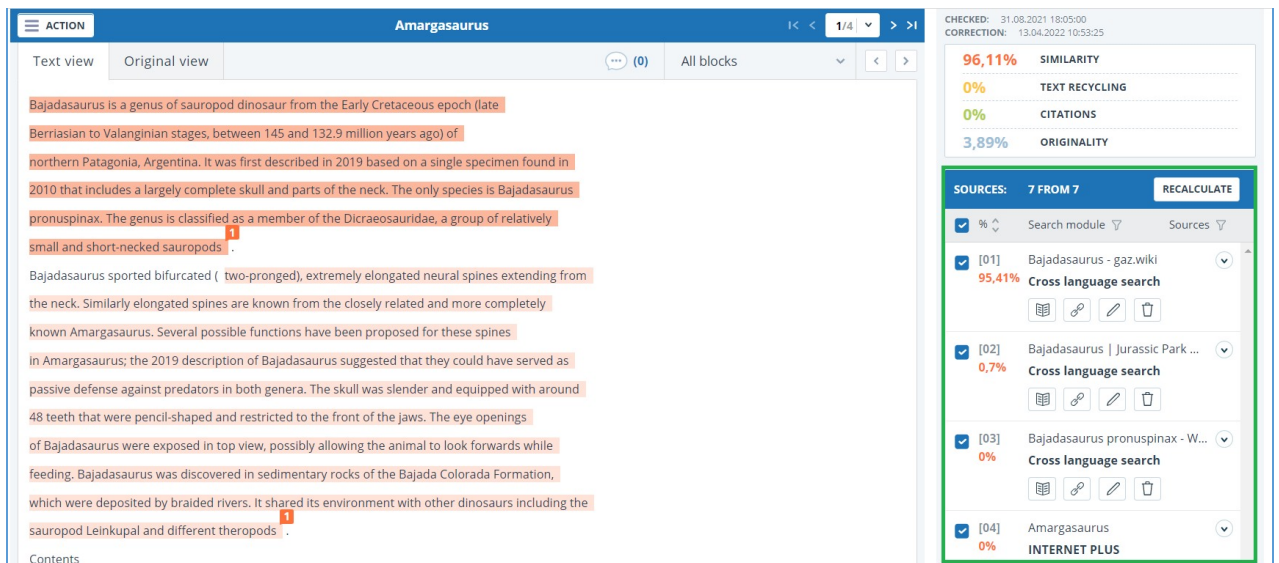 ACTION
Amargasaurus
1/4
Text view
Original view
(0)
All blocks
Bajadasaurus is a genus of sauropod dinosaur from the Early Cretaceous epoch (late
Berriasian to Valanginian stages, between 145 and 132.9 million years ago) of
northern Patagonia, Argentina. It was first described in 2019 based on a single specimen found in
2010 that includes a largely complete skull and parts of the neck. The only species is Bajadasaurus
pronuspinax. The genus is classified as a member of the Dicraeosauridae, a group of relatively
1
small and short-necked sauropods .
Bajadasaurus sported bifurcated ( two-pronged), extremely elongated neural spines extending from
the neck. Similarly elongated spines are known from the closely related and more completely
known Amargasaurus. Several possible functions have been proposed for these spines
in Amargasaurus; the 2019 description of Bajadasaurus suggested that they could have served as
passive defense against predators in both genera. The skull was slender and equipped with around
48 teeth that were pencil-shaped and restricted to the front of the jaws. The eye openings
of Bajadasaurus were exposed in top view, possibly allowing the animal to look forwards while
feeding. Bajadasaurus was discovered in sedimentary rocks of the Bajada Colorada Formation,
which were deposited by braided rivers. It shared its environment with other dinosaurs including the
1
sauropod Leinkupal and different theropods .
Contents
CHECKED: 31.08.2021 18:05:00
CORRECTION: 13.04.2022 10:53:25
96,11% SIMILARITY
0% TEXT RECYCLING
0% CITATIONS
3,89% ORIGINALITY
SOURCES: 7 FROM 7 RECALCULATE
% Search module Sources
[01] Bajadasaurus - gaz.wiki
95,41% Cross language search
[02] Bajadasaurus | Jurassic Park ...
0,7% Cross language search
[03] Bajadasaurus pronuspinax - W...
0% Cross language search
[04] Amargasaurus
0% INTERNET PLUS